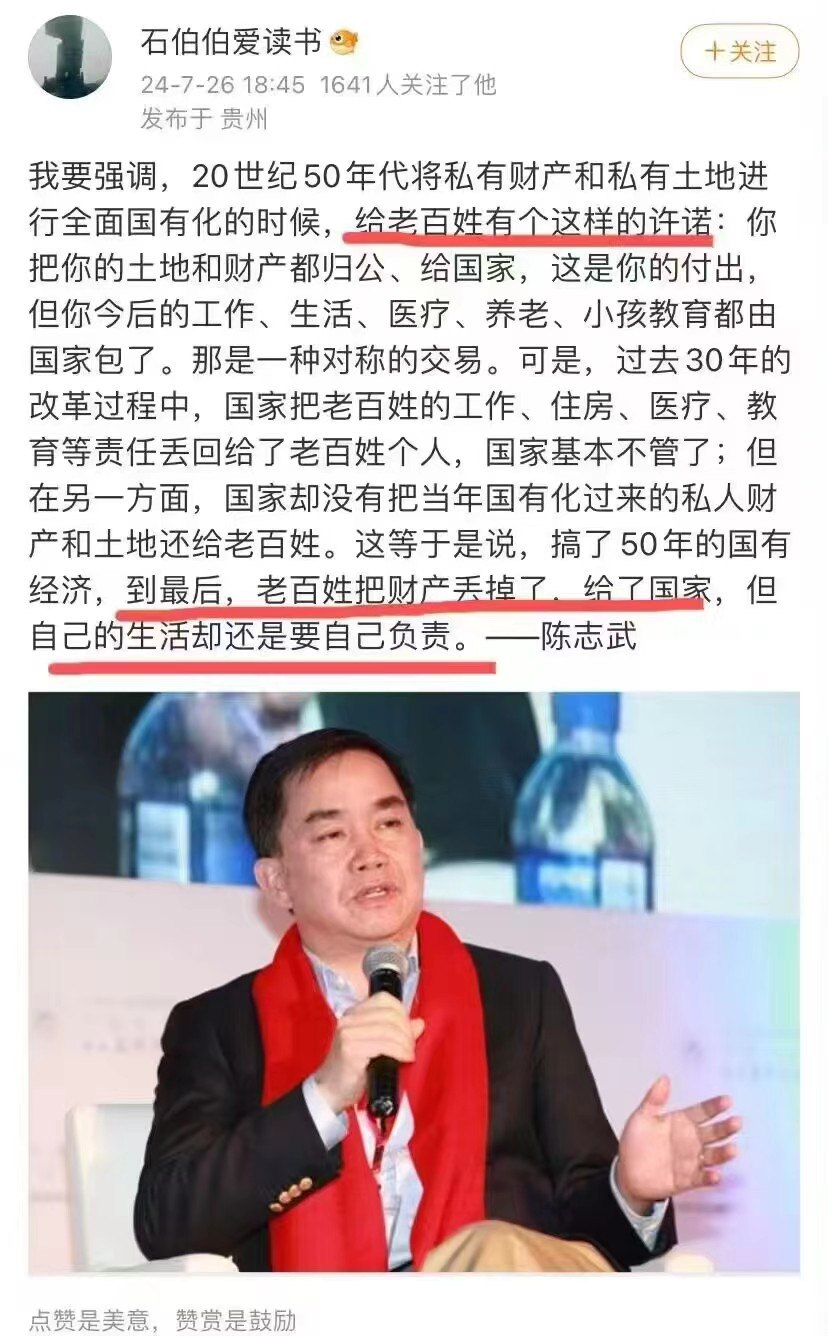 石伯伯爱读书
+关注
24-7-26 18:45 1641人关注了他
发布于 贵州
我要强调，20世纪50年代将私有财产和私有土地进
行全面国有化的时候，给老百姓有个这样的许诺：你
把你的土地和财产都归公、给国家，这是你的付出，
但你今后的工作、生活、医疗、养老、小孩教育都由
国家包了。那是一种对称的交易。可是，过去30年的
改革过程中，国家把老百姓的工作、住房、医疗、教
育等责任丢回给了老百姓个人，国家基本不管了；但
在另一方面，国家却没有把当年国有化过来的私人财
产和土地还给老百姓。这等于是说，搞了50年的国有
经济，到最后，老百姓把财产丢掉了，给了国家，但
自己的生活却还是要自己负责。——陈志武
点赞是美意，赞赏是鼓励